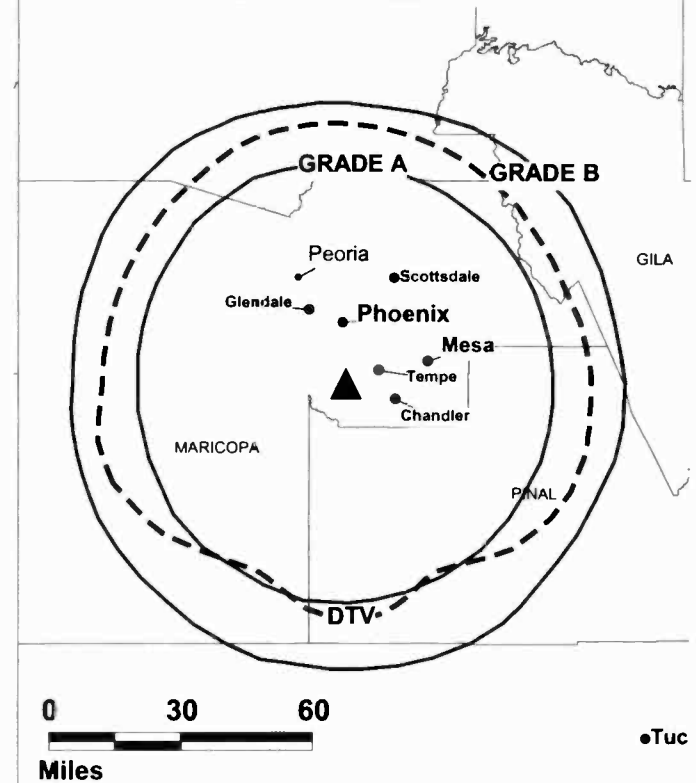 GRADE A
GRADE B
Peoria
Scottsdale
GILA
Glendale
Phoenix
Mesa
Tempe
Chandler
MARICOPA
PINAL
DTV
0 30 60
Miles
Tuc